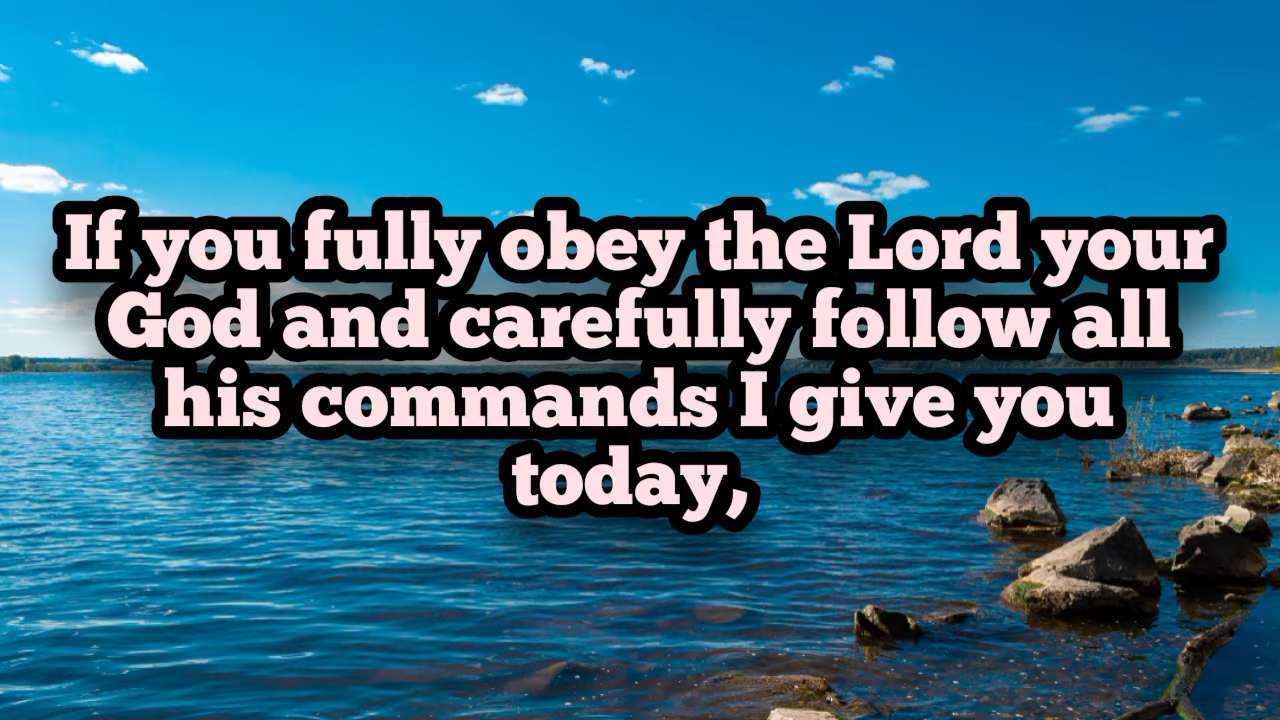 If you fully obey the Lord your
God and carefully follow all
his commands I give you
today,